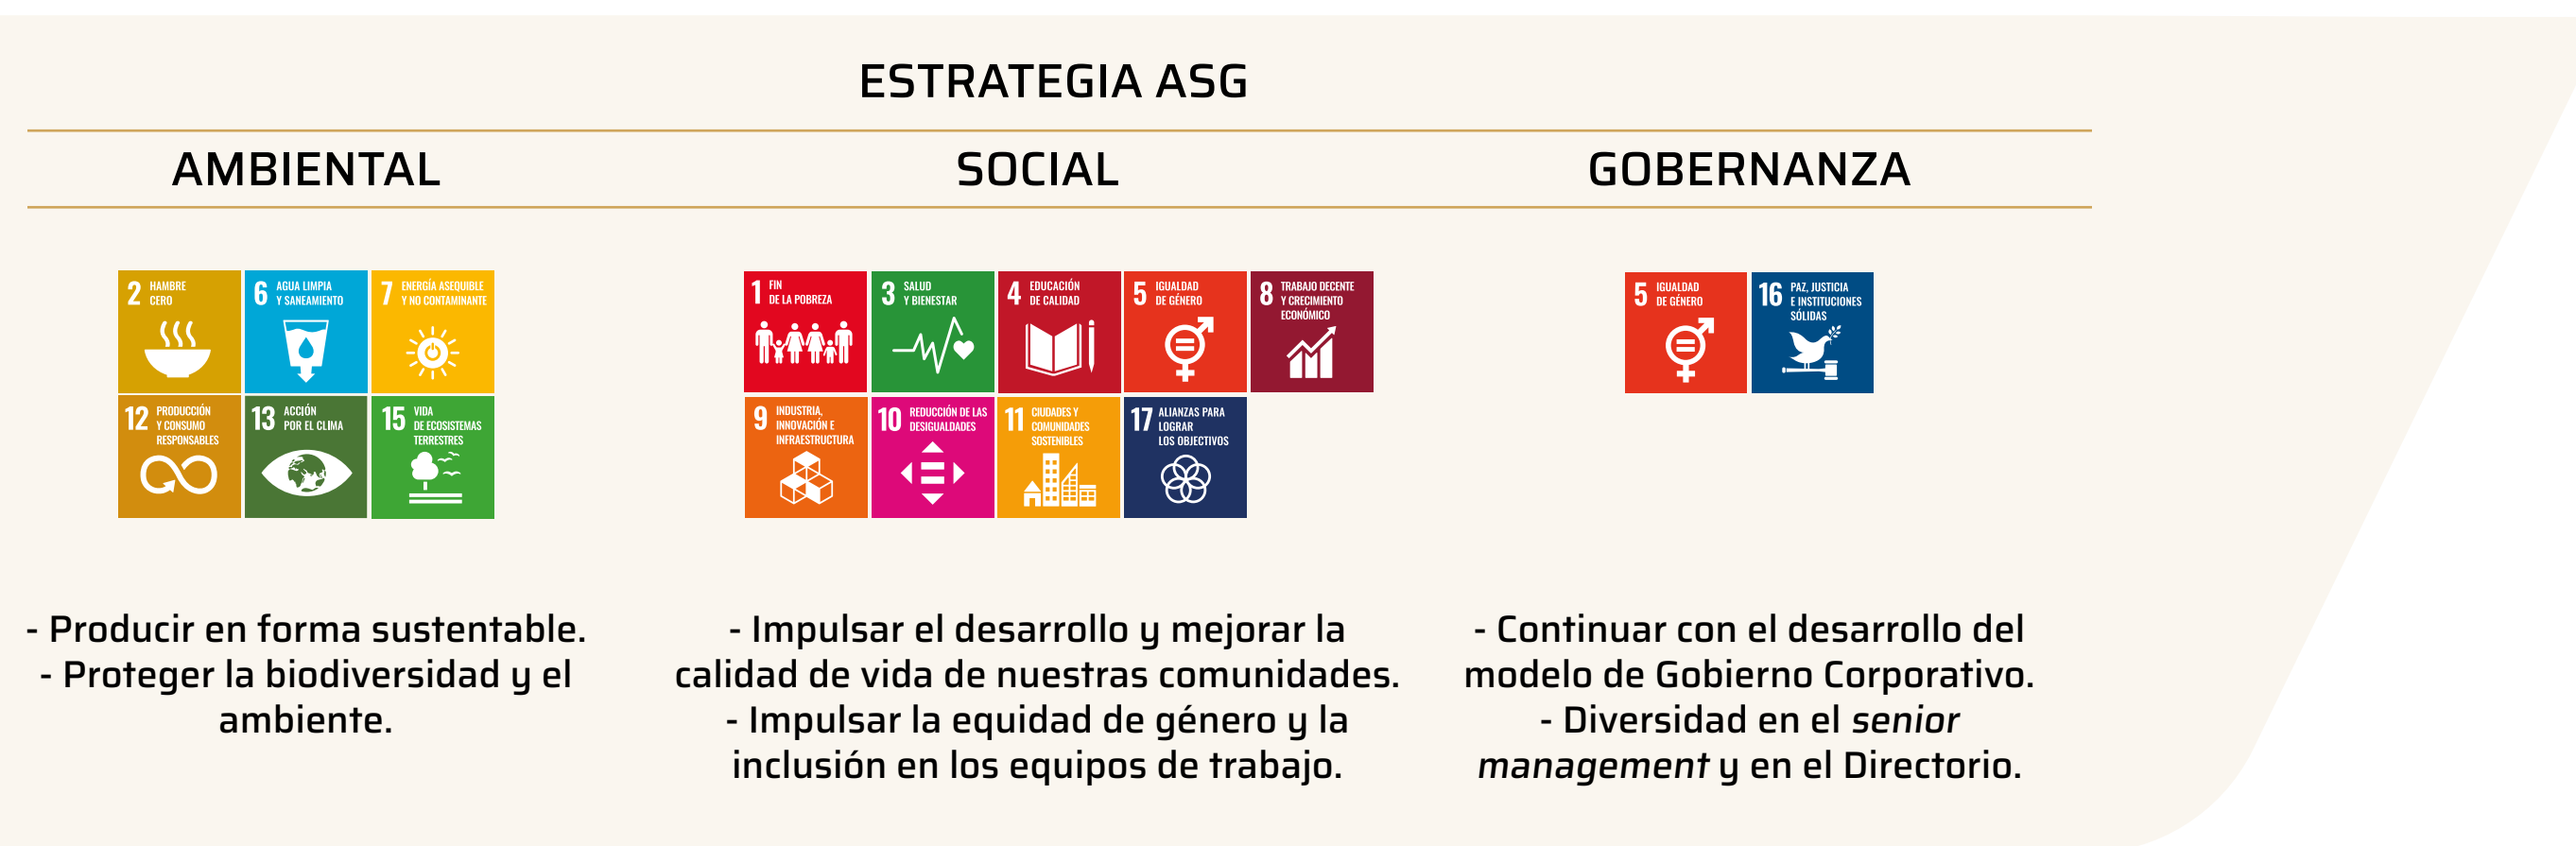 ESTRATEGIA ASG
AMBIENTAL
SOCIAL
GOBERNANZA
2 HAMBRE
CERO
6 AGUA LIMPIA
Y SANEAMIENTO
7 ENERGÍA ASEQUIBLE
Y NO CONTAMINANTE
12 PRODUCCIÓN
Y CONSUMO
RESPONSABLES
13 ACCIÓN
POR EL CLIMA
15 VIDA
DE ECOSISTEMAS
TERRESTRES
1 FIN
DE LA POBREZA
3 SALUD
Y BIENESTAR
4 EDUCACIÓN
DE CALIDAD
5 IGUALDAD
DE GÉNERO
8 TRABAJO DECENTE
Y CRECIMIENTO
ECONÓMICO
9 INDUSTRIA,
INNOVACIÓN E
INFRAESTRUCTURA
10 REDUCCIÓN DE LAS
DESIGUALDADES
11 CIUDADES Y
COMUNIDADES
SOSTENIBLES
17 ALIANZAS PARA
LOGRAR
LOS OBJECTIVOS
5 IGUALDAD
DE GÉNERO
16 PAZ, JUSTICIA
E INSTITUCIONES
SÓLIDAS
- Producir en forma sustentable.
- Proteger la biodiversidad y el
ambiente.
- Impulsar el desarrollo y mejorar la
calidad de vida de nuestras comunidades.
- Impulsar la equidad de género y la
inclusión en los equipos de trabajo.
- Continuar con el desarrollo del
modelo de Gobierno Corporativo.
- Diversidad en el senior
management y en el Directorio.